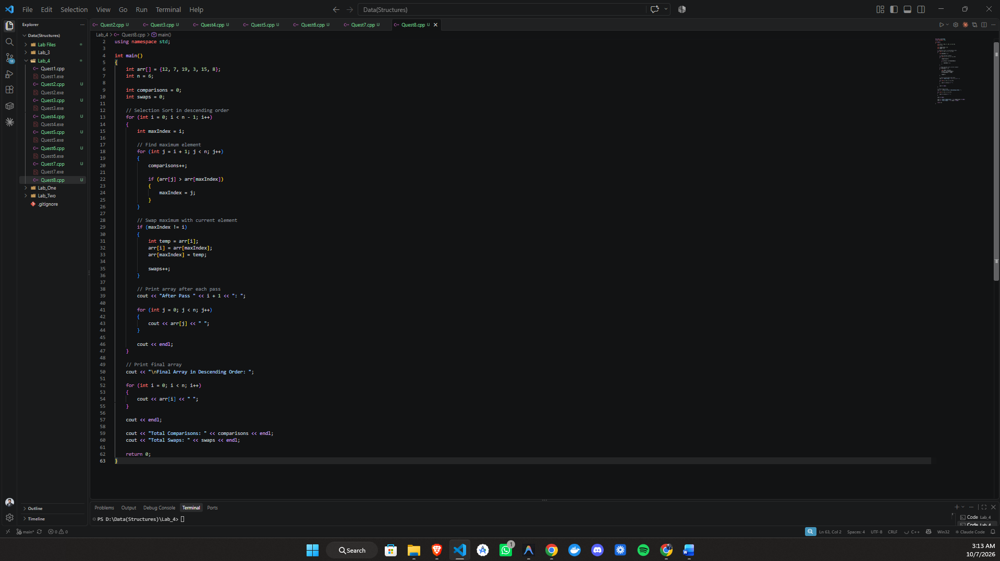 File Edit Selection View Go Run Terminal Help
Data(Structures)
Explorer
Data(Structures)
Lab Files
Lab_3
Lab_4
Quest1.cpp
Quest1.exe
Quest2.cpp U
Quest2.exe
Quest3.cpp U
Quest3.exe
Quest4.cpp U
Quest4.exe
Quest5.cpp U
Quest5.exe
Quest6.cpp U
Quest6.exe
Quest7.cpp U
Quest7.exe
Quest8.cpp U
Lab_One
Lab_Two
.gitignore
Outline
Timeline
11
Quest2.cpp U Quest3.cpp U Quest4.cpp U Quest5.cpp U Quest6.cpp U Quest7.cpp U Quest8.cpp U
Lab_4 > Quest8.cpp > main()
2 using namespace std;
3
4 int main()
5 {
6 int arr[] = {12, 7, 19, 3, 15, 8};
7 int n = 6;
8
9 int comparisons = 0;
10 int swaps = 0;
11
12 // Selection Sort in descending order
13 for (int i = 0; i < n - 1; i++)
14 {
15 int maxIndex = i;
16
17 // Find maximum element
18 for (int j = i + 1; j < n; j++)
19 {
20 comparisons++;
21
22 if (arr[j] > arr[maxIndex])
23 {
24 maxIndex = j;
25 }
26 }
27
28 // Swap maximum with current element
29 if (maxIndex != i)
30 {
31 int temp = arr[i];
32 arr[i] = arr[maxIndex];
33 arr[maxIndex] = temp;
34
35 swaps++;
36 }
37
38 // Print array after each pass
39 cout << "After Pass " << i + 1 << ": ";
40
41 for (int j = 0; j < n; j++)
42 {
43 cout << arr[j] << " ";
44 }
45
46 cout << endl;
47 }
48
49 // Print final array
50 cout << "\nFinal Array in Descending Order: ";
51
52 for (int i = 0; i < n; i++)
53 {
54 cout << arr[i] << " ";
55 }
56
57 cout << endl;
58
59 cout << "Total Comparisons: " << comparisons << endl;
60 cout << "Total Swaps: " << swaps << endl;
61
62 return 0;
63 }
Problems Output Debug Console Terminal Ports
PS D:\Data(Structures)\Lab_4>
Code Lab_4
Code Lab_4
main* 0 0
Ln 63, Col 2 Spaces: 4 UTF-8 CRLF C++ Win32 Claude Code
Search
1
3:13 AM
10/7/2026